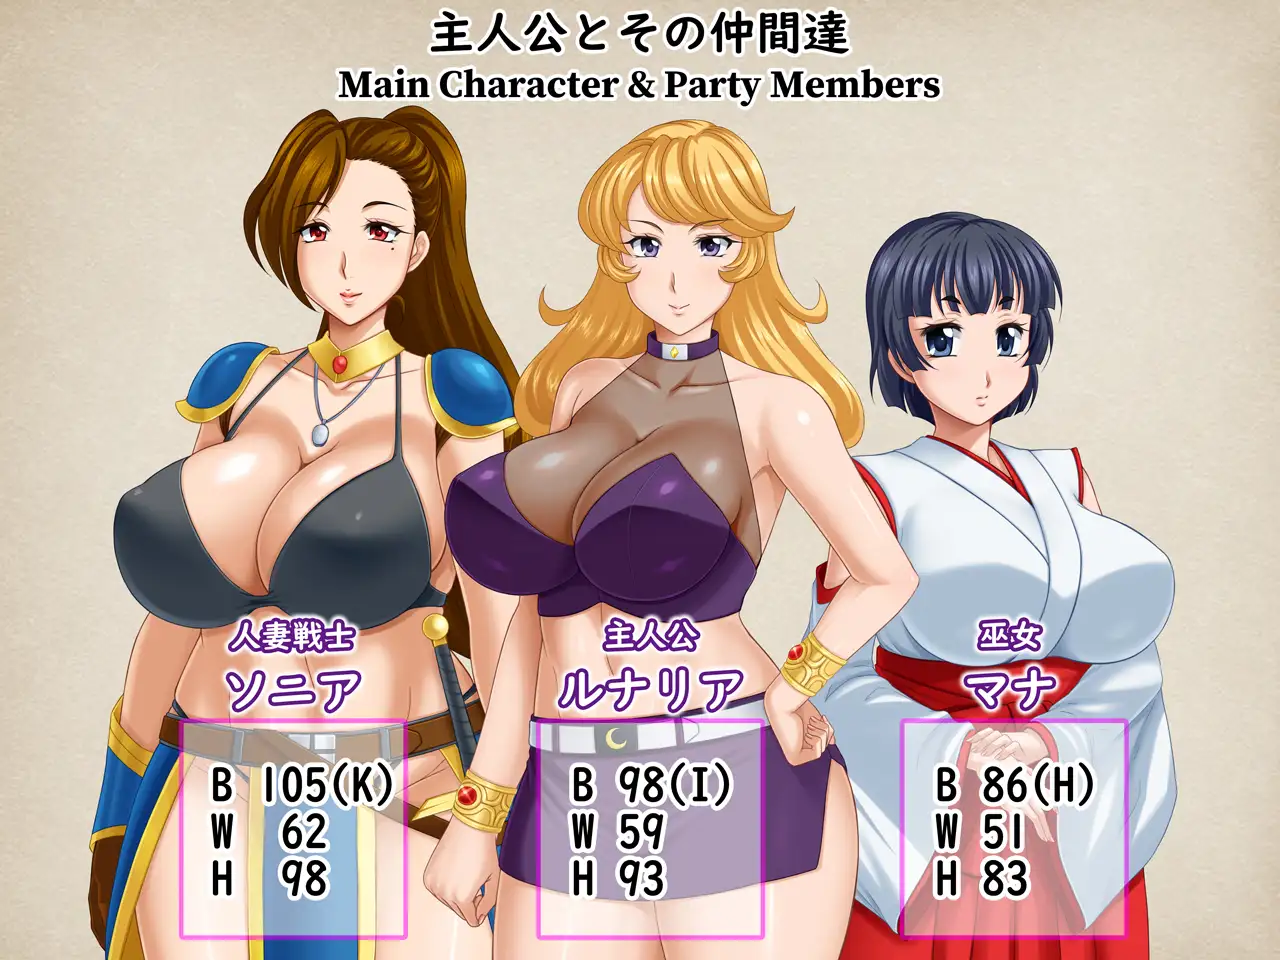 主人公とその仲間達
Main Character & Party Members
人妻戦士
ソニア
B 105(K)
W 62
H 98
主人公
ルナリア
B 98(I)
W 59
H 93
巫女
マナ
B 86(H)
W 51
H 83